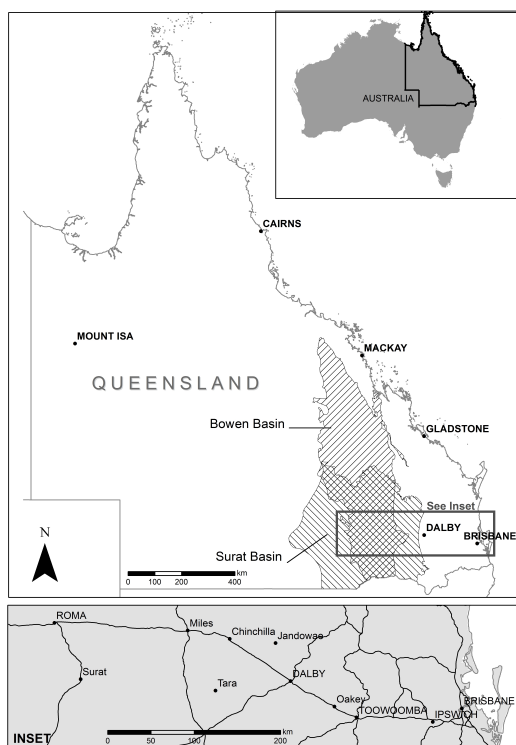 AUSTRALIA
CAIRNS
MOUNT ISA
MACKAY
QUEENSLAND
Bowen Basin
GLADSTONE
See Inset
N
DALBY
BRISBANE
Surat Basin
km
0 100 200 400
ROMA
Miles
Chinchilla
Jandowae
Surat
DALBY
Tara
Oakey
BRISBANE
TOOWOOMBA
IPSWICH
km
INSET
0 50 100 200